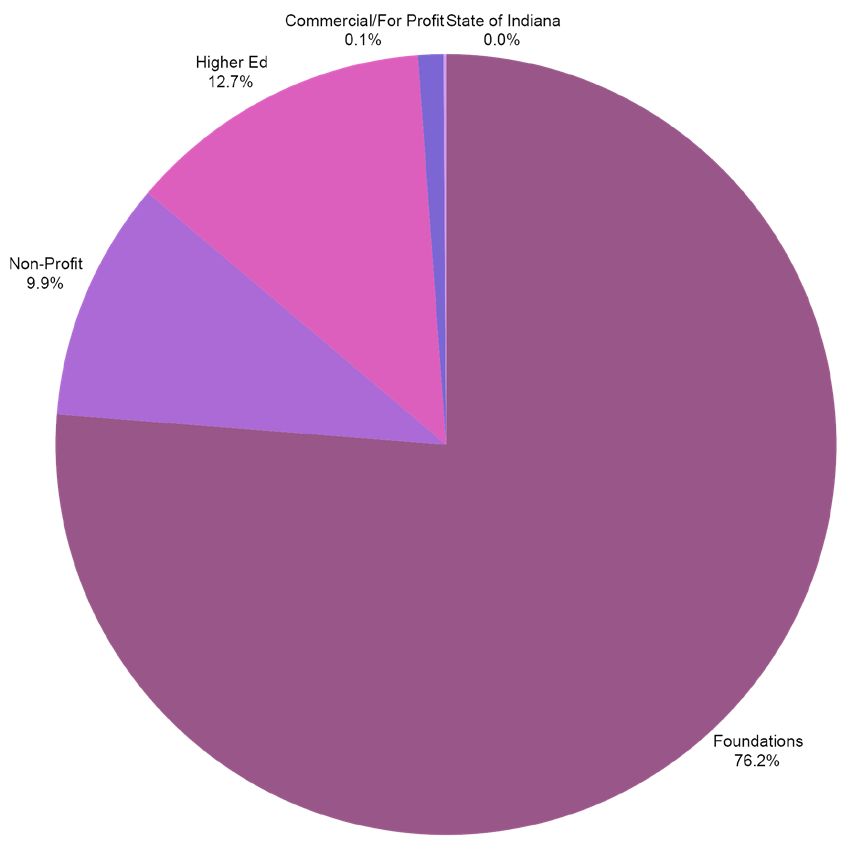 Commercial/For Profit
0.1%
State of Indiana
0.0%
Higher Ed
12.7%
Non-Profit
9.9%
Foundations
76.2%